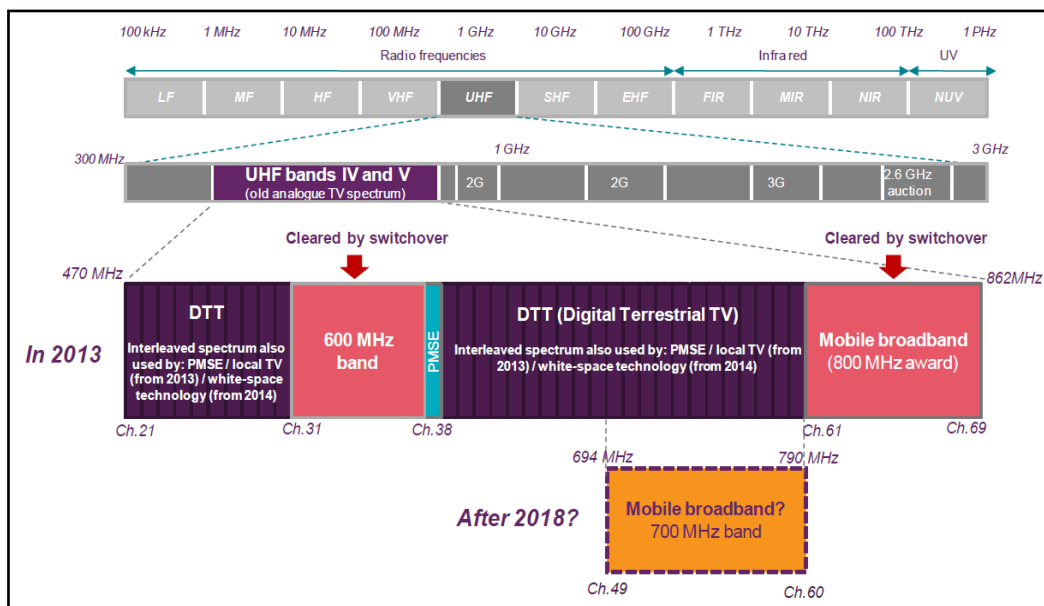 100 kHz 1 MHz 10 MHz 100 MHz 1 GHz 10 GHz 100 GHz 1 THz 10 THz 100 THz 1 PHz
Radio frequencies Infrared UV
LF MF HF VHF UHF SHF EHF FIR MIR NIR NUV
300 MHz 1 GHz 3 GHz
UHF bands IV and V
(old analogue TV spectrum)
2G 2G 3G 2.6 GHz
auction
Cleared by switchover Cleared by switchover
470 MHz 862MHz
In 2013
DTT
Interleaved spectrum also
used by: PMSE / local TV
(from 2013) / white-space
technology (from 2014)
600 MHz
band
PMSE
DTT (Digital Terrestrial TV)
Interleaved spectrum also used by: PMSE / local TV (from
2013) / white-space technology (from 2014)
Mobile broadband
(800 MHz award)
Ch.21 Ch.31 Ch.38 Ch.61 Ch.69
694 MHz 790 MHz
After 2018?
Mobile broadband?
700 MHz band
Ch.49 Ch.60